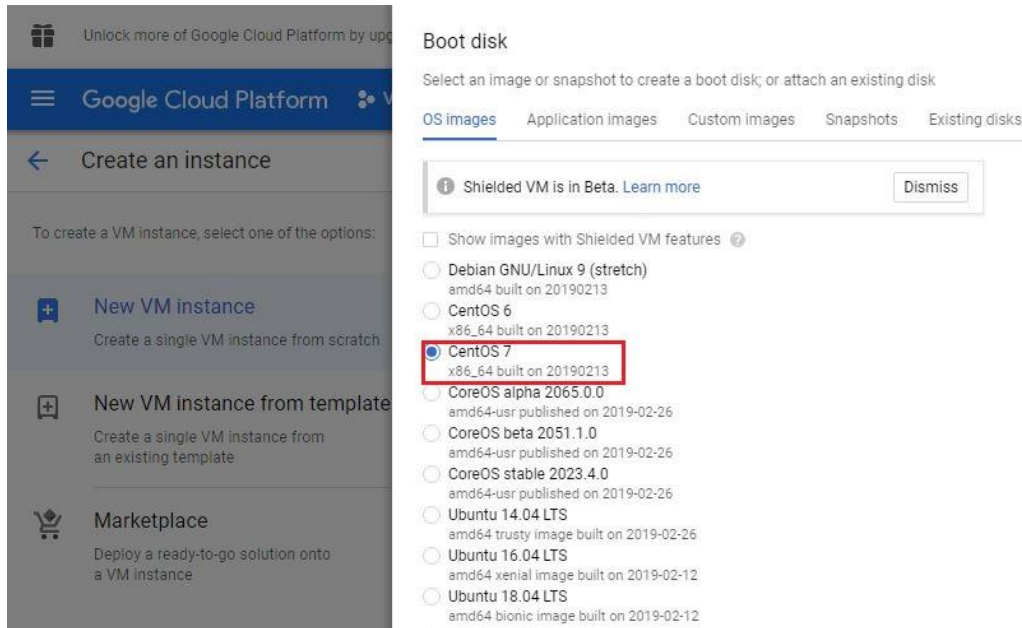 Unlock more of Google Cloud Platform by upg
Google Cloud Platform
Create an instance
To create a VM instance, select one of the options:
New VM instance
Create a single VM instance from scratch
New VM instance from template
Create a single VM instance from
an existing template
Marketplace
Deploy a ready-to-go solution onto
a VM instance
Boot disk
Select an image or snapshot to create a boot disk; or attach an existing disk
OS images Application images Custom images Snapshots Existing disks
Shielded VM is in Beta. Learn more Dismiss
Show images with Shielded VM features
Debian GNU/Linux 9 (stretch)
amd64 built on 20190213
CentOS 6
x86_64 built on 20190213
CentOS 7
x86_64 built on 20190213
CoreOS alpha 2065.0.0
amd64-usr published on 2019-02-26
CoreOS beta 2051.1.0
amd64-usr published on 2019-02-26
CoreOS stable 2023.4.0
amd64-usr published on 2019-02-26
Ubuntu 14.04 LTS
amd64 trusty image built on 2019-02-26
Ubuntu 16.04 LTS
amd64 xenial image built on 2019-02-12
Ubuntu 18.04 LTS
amd64 bionic image built on 2019-02-12